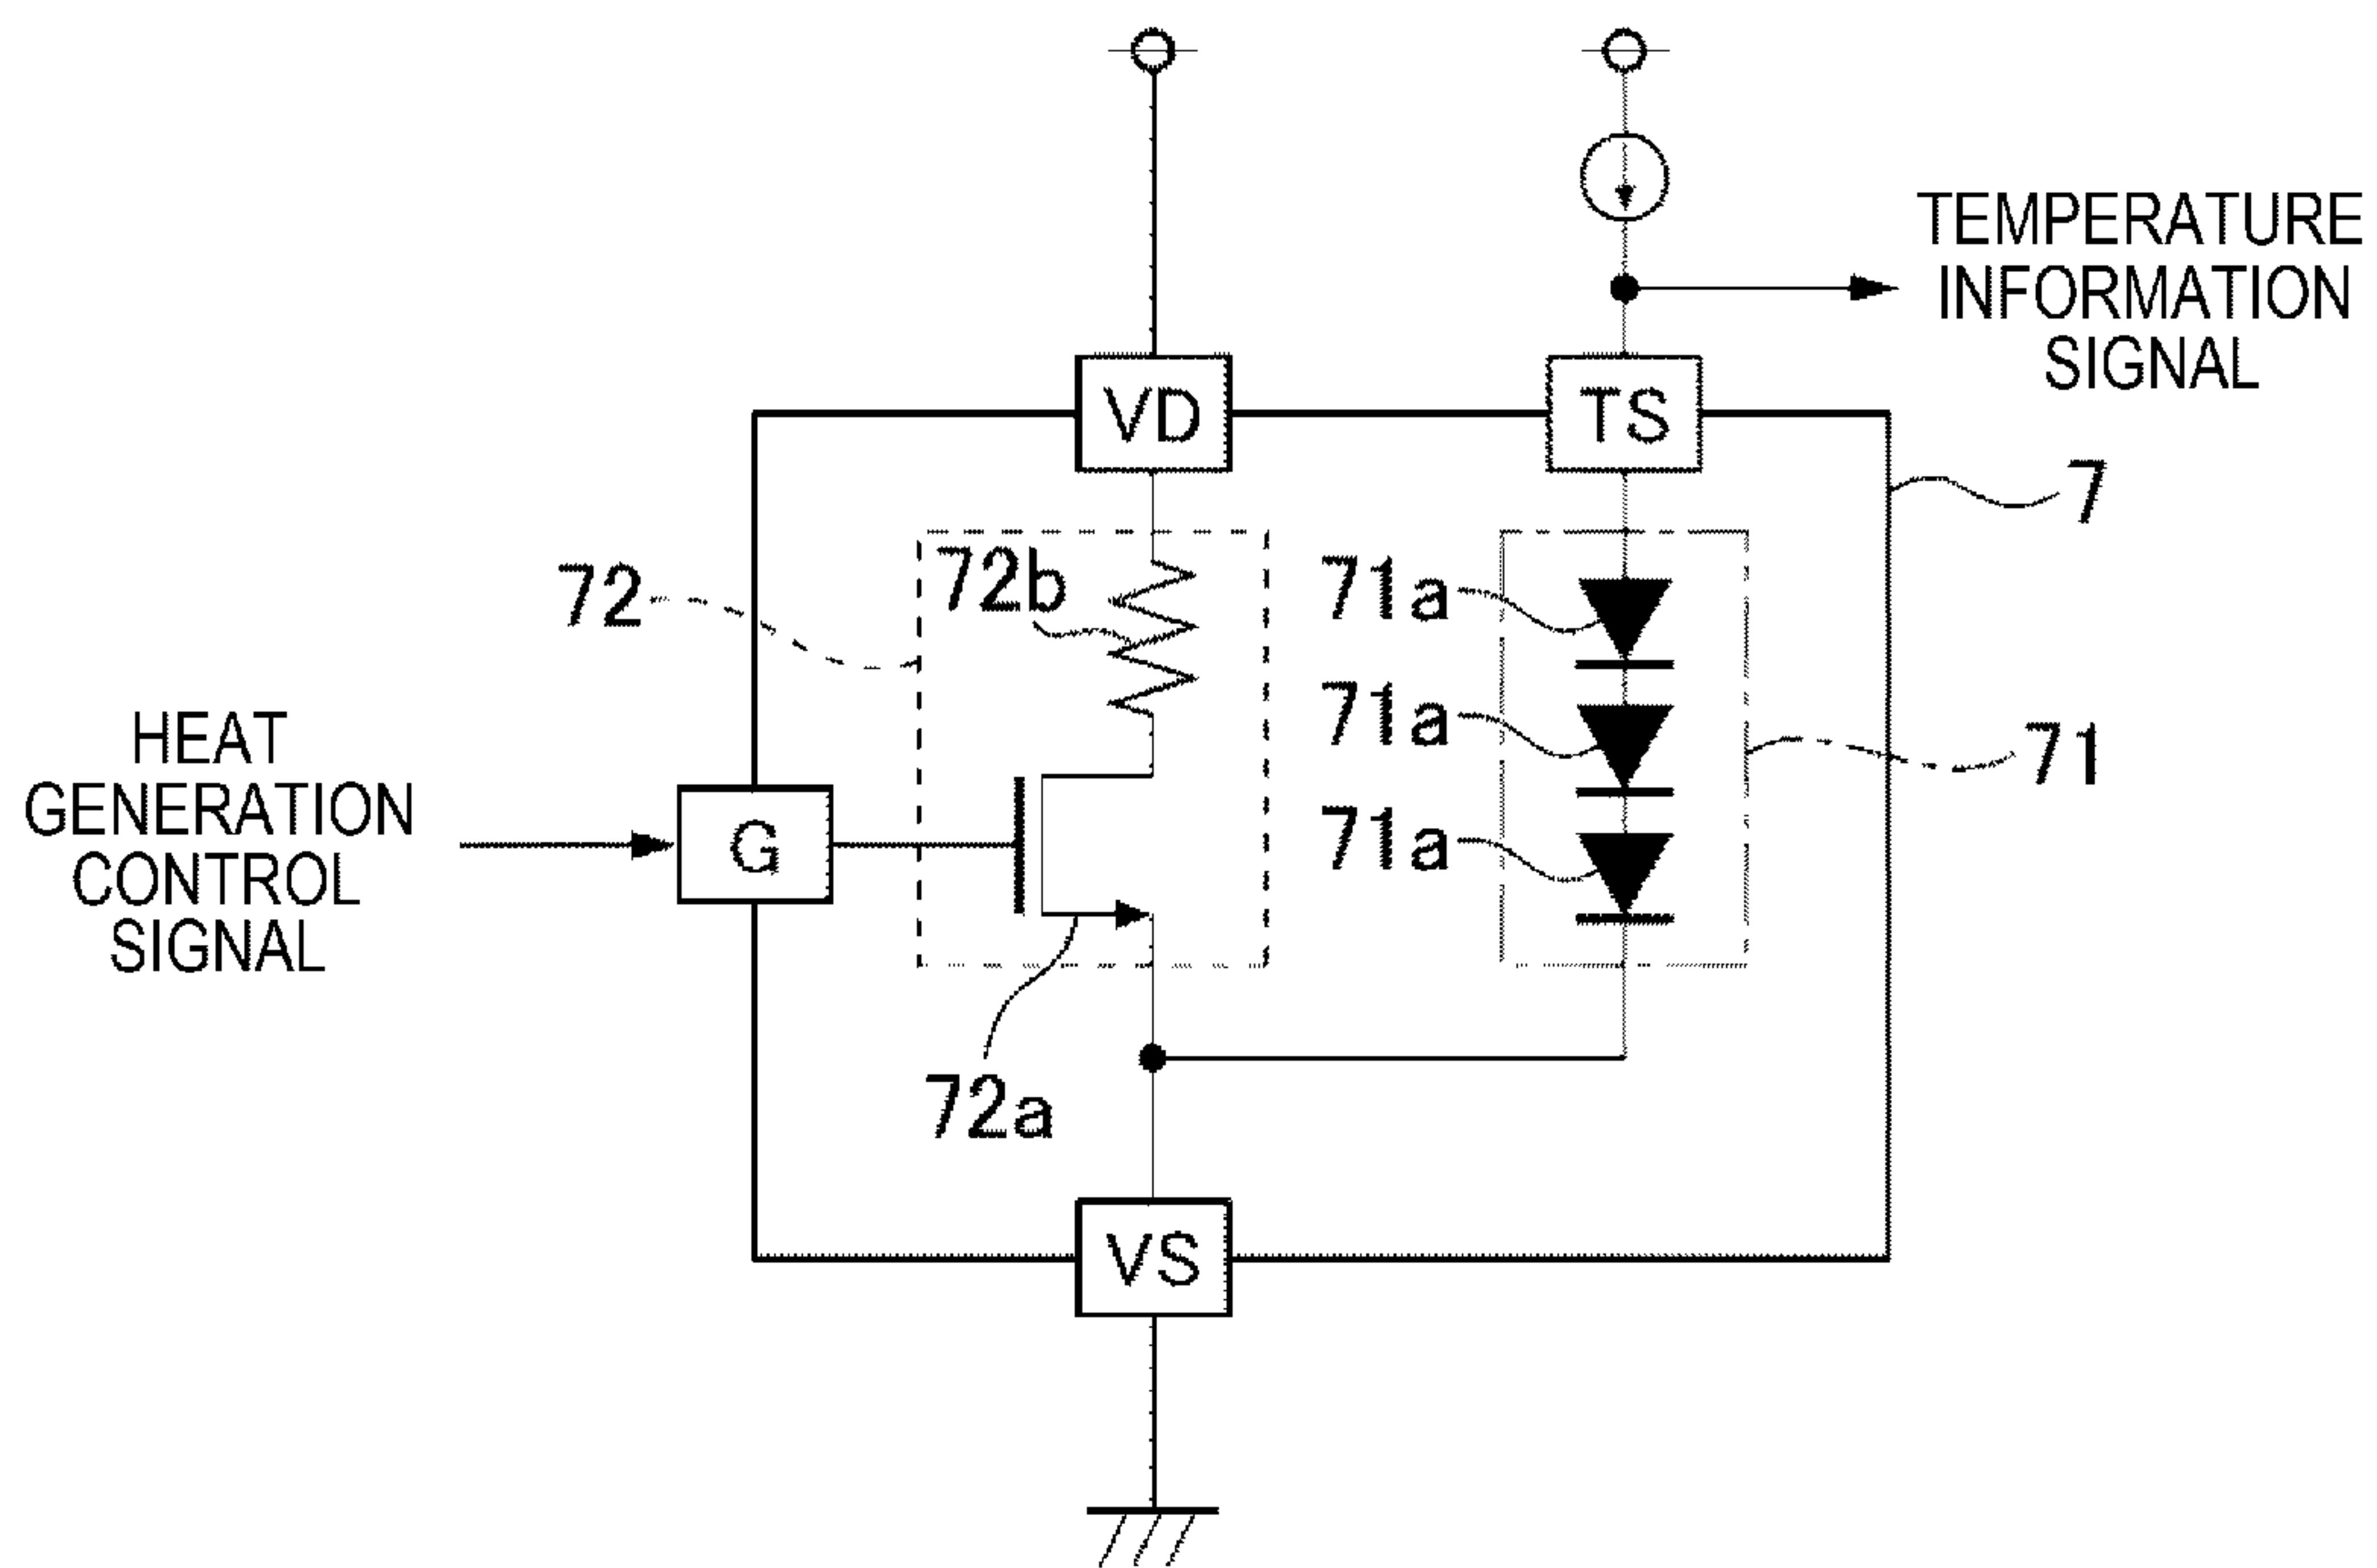 TEMPERATURE
INFORMATION
SIGNAL
VD
TS
7
72
72b
71a
71a
71
71a
HEAT
GENERATION
CONTROL
SIGNAL
G
72a
VS